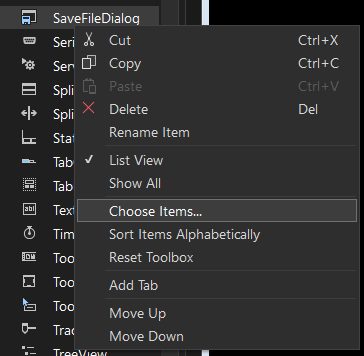 SaveFileDialog
Seri
Cut Ctrl+X
Serv
Copy Ctrl+C
Spli
Paste Ctrl+V
Spli
Delete Del
Stat
Rename Item
Tab
List View
Tab
Show All
Text
Choose Items...
Tim
Sort Items Alphabetically
Too
Reset Toolbox
Too
Add Tab
Too
Move Up
Trac
Move Down
TreeView